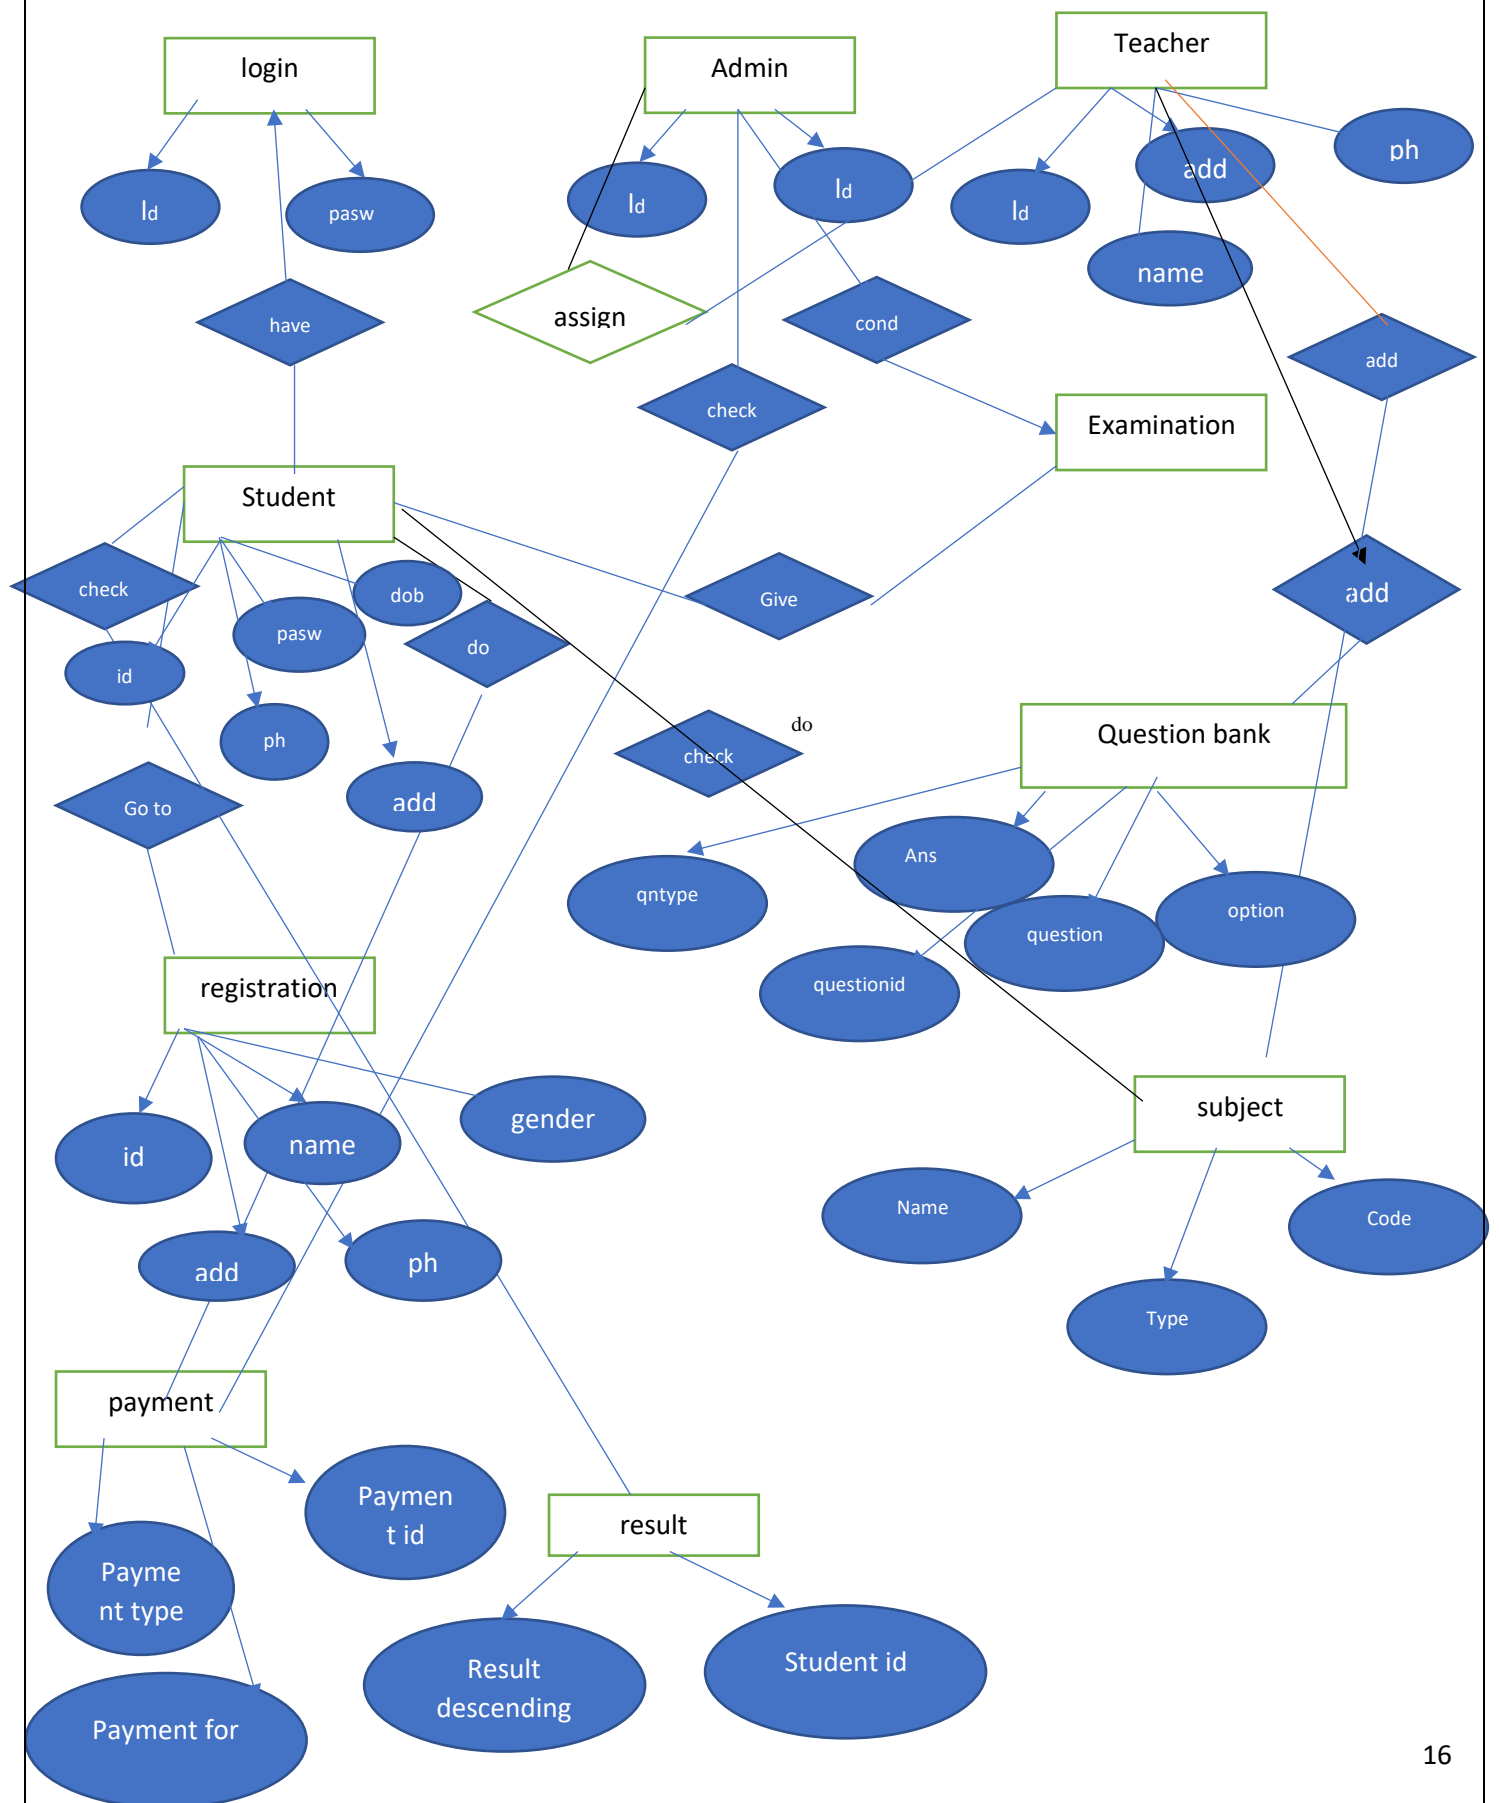 login
Admin
Teacher
Id
pasw
Id
Id
Id
add
ph
name
have
assign
cond
add
check
Examination
Student
check
dob
Give
add
pasw
do
id
ph
add
check
do
Question bank
Go to
Ans
qntype
option
question
questionid
registration
gender
subject
id
name
Name
Code
add
ph
Type
payment
Paymen
t id
result
Payme
nt type
Result
descending
Student id
Payment for
16